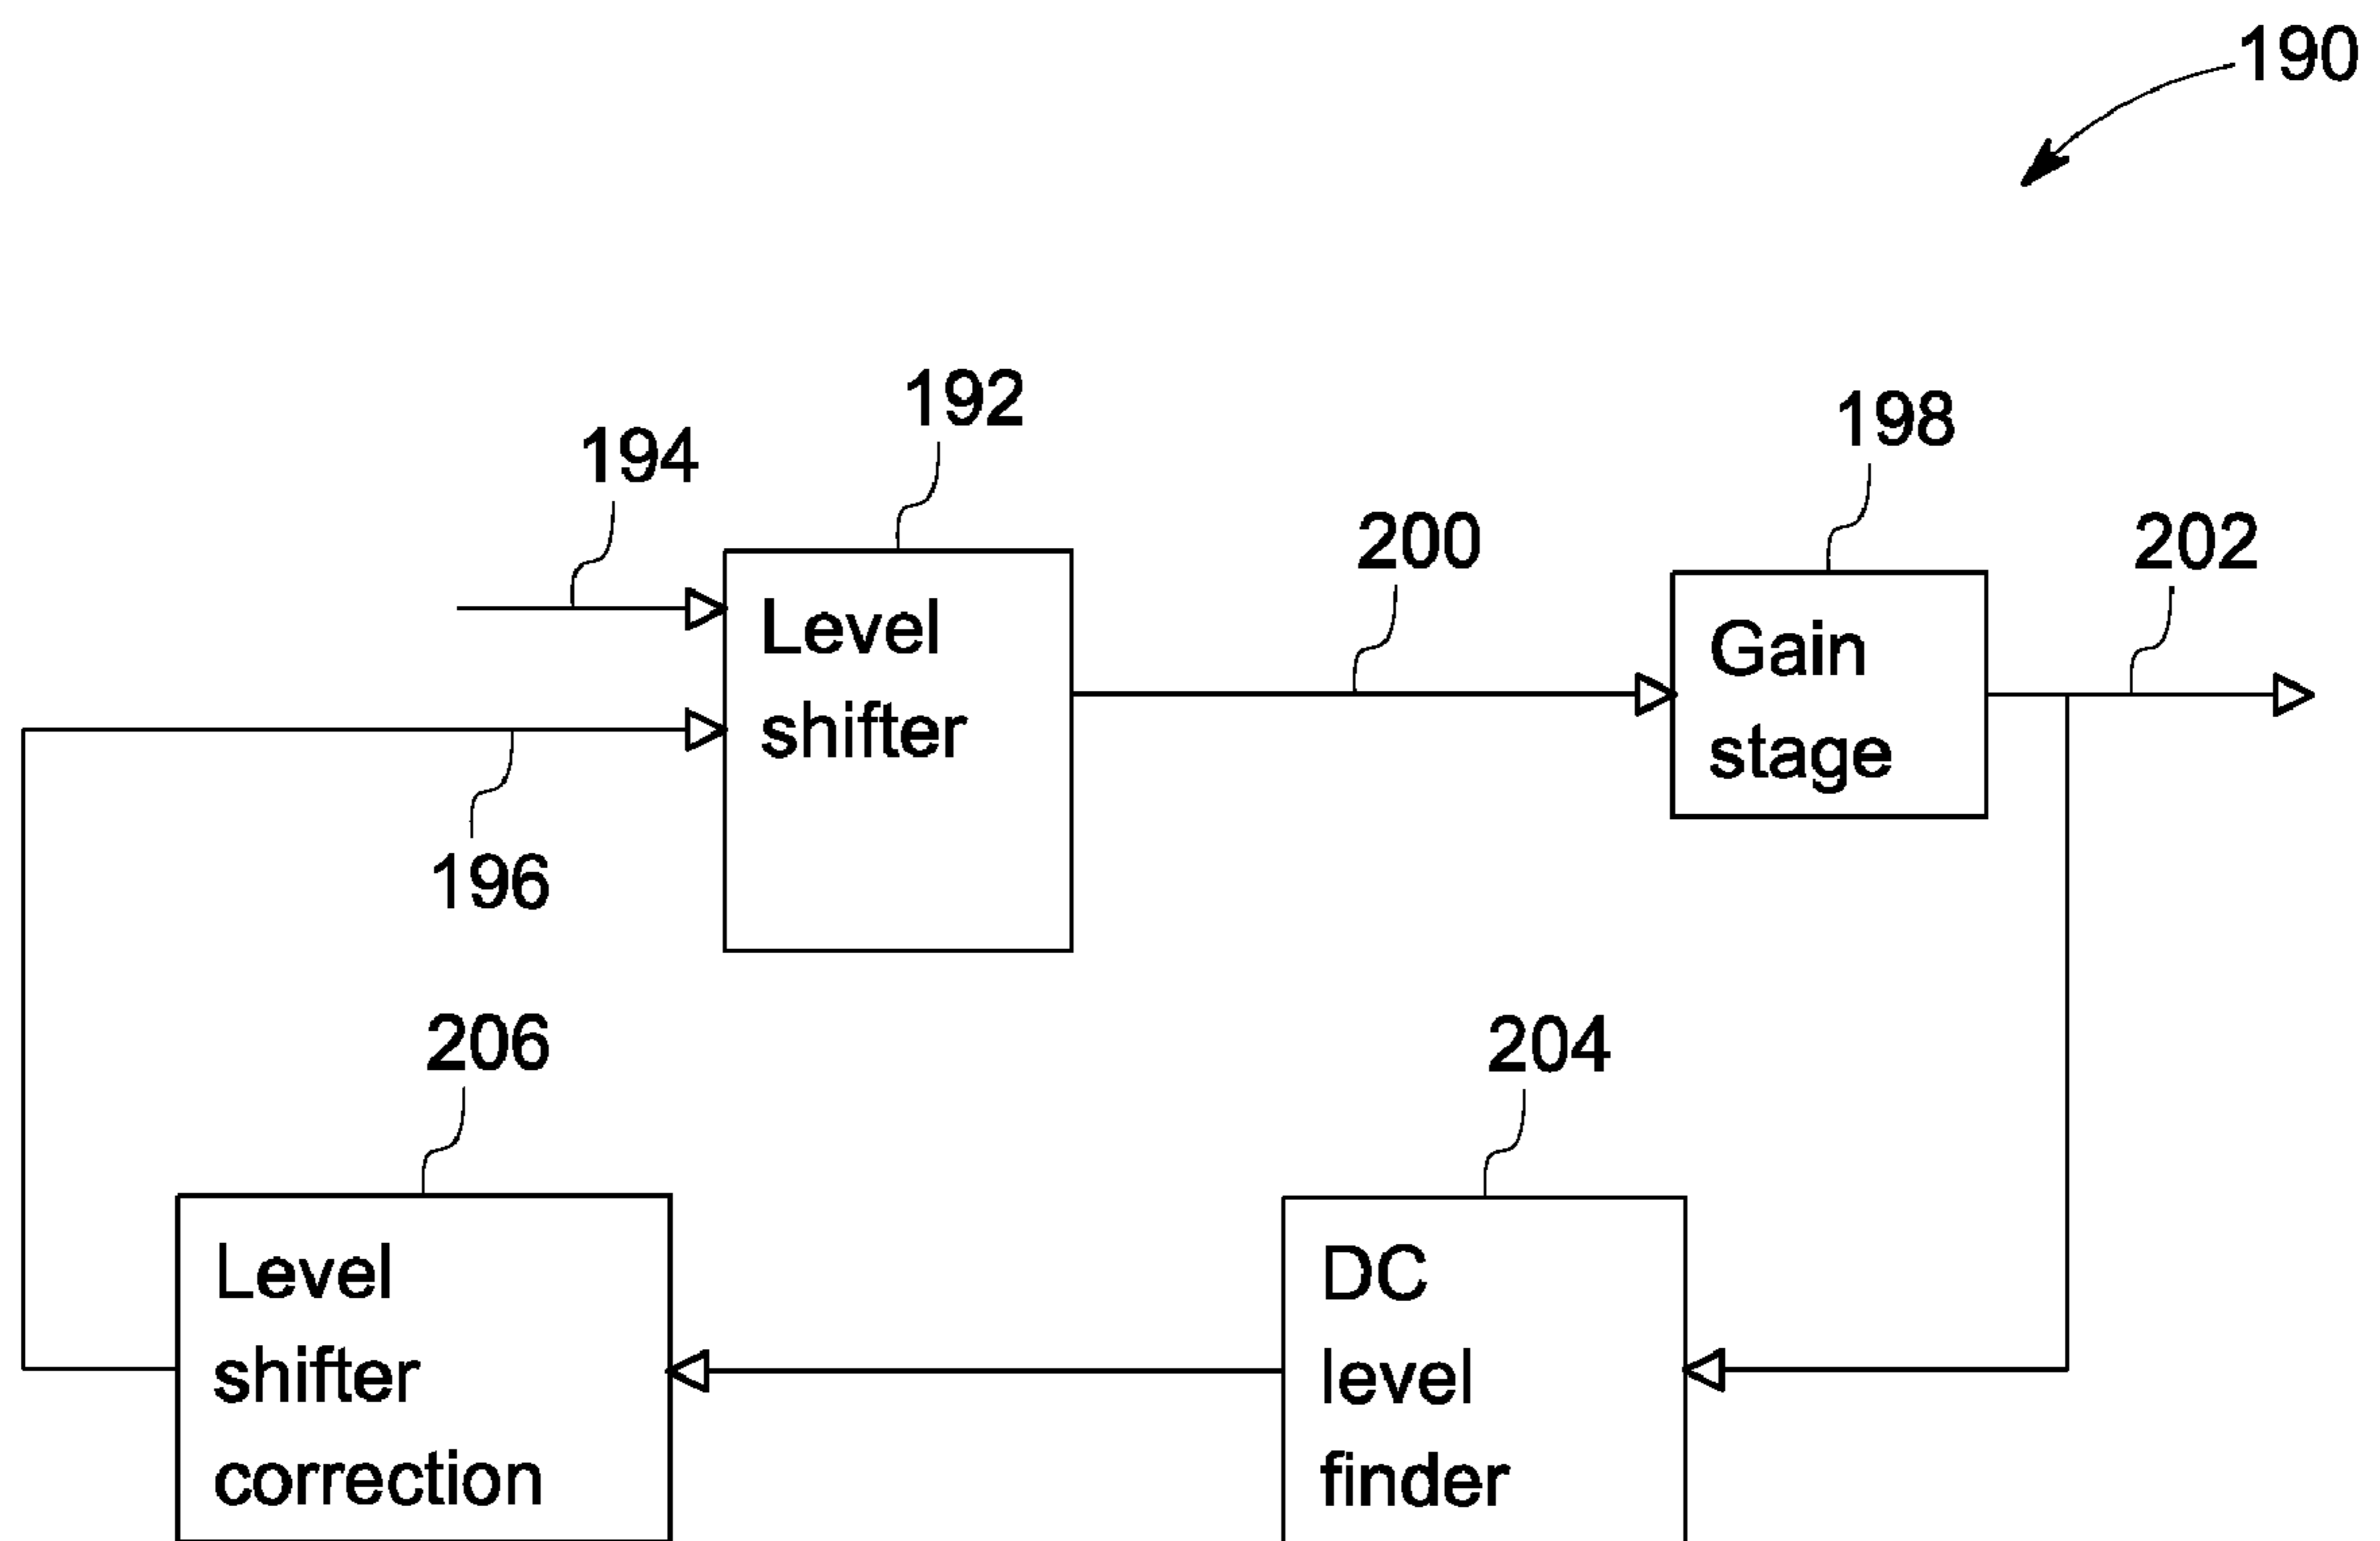 190
192
194
198
200
202
Level
shifter
Gain
stage
196
206
204
Level
shifter
correction
DC
level
finder